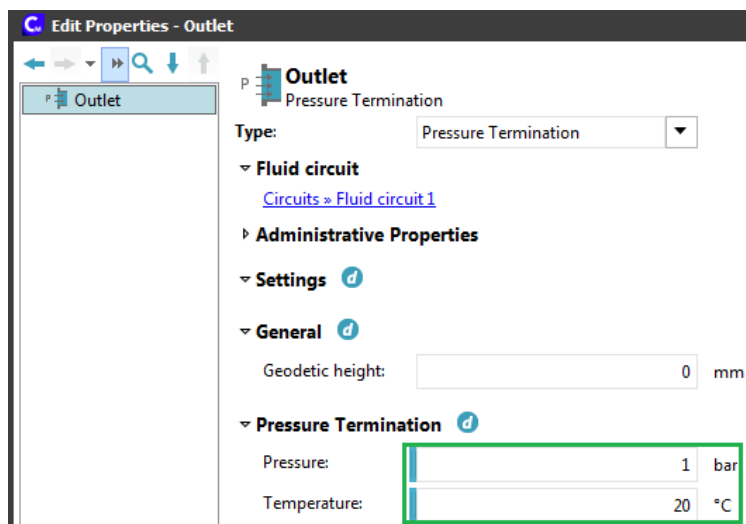 CM Edit Properties - Outlet
P Outlet
P Outlet
Pressure Termination
Type: Pressure Termination
Fluid circuit
Circuits » Fluid circuit 1
Administrative Properties
Settings d
General d
Geodetic height: 0 mm
Pressure Termination d
Pressure: 1 bar
Temperature: 20 °C